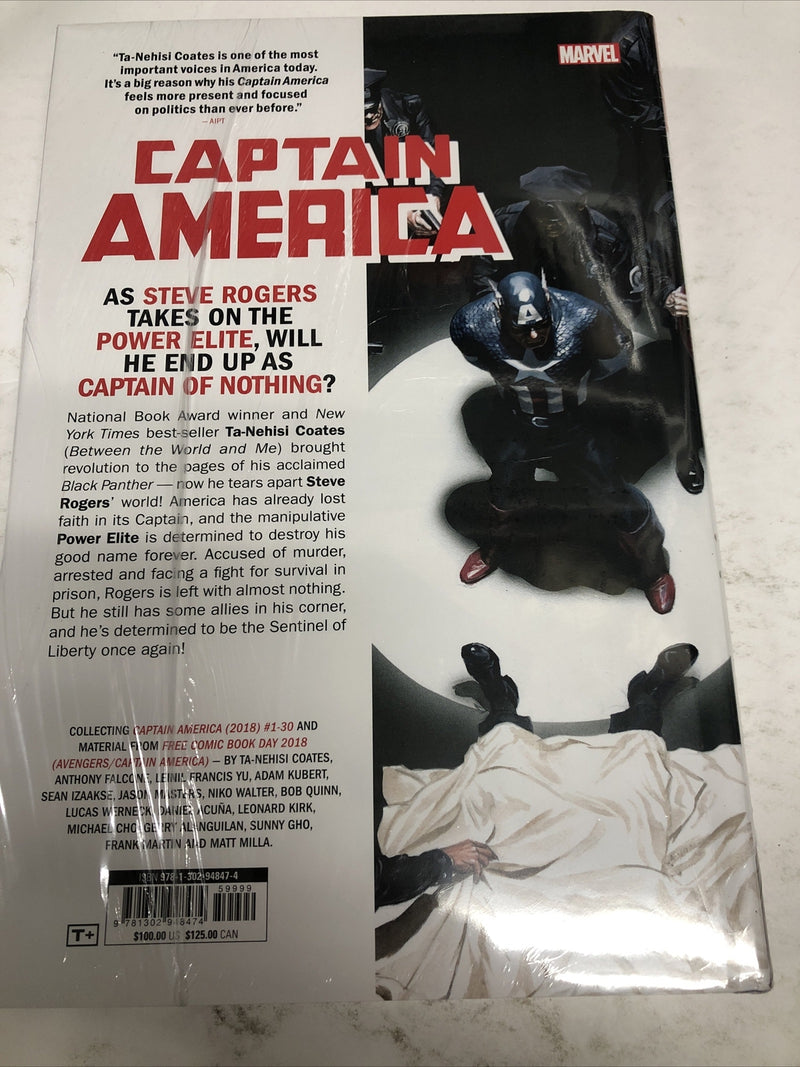 "Ta-Nehisi Coates is one of the most
important voices in America today.
It's a big reason why his Captain America
feels more present and focused
on politics than ever before."
— AIPT
MARVEL
CAPTAIN
AMERICA
AS STEVE ROGERS
TAKES ON THE
POWER ELITE, WILL
HE END UP AS
CAPTAIN OF NOTHING?
National Book Award winner and New
York Times best-seller Ta-Nehisi Coates
(Between the World and Me) brought
revolution to the pages of his acclaimed
Black Panther — now he tears apart Steve
Rogers' world! America has already lost
faith in its Captain, and the manipulative
Power Elite is determined to destroy his
good name forever. Accused of murder,
arrested and facing a fight for survival in
prison, Rogers is left with almost nothing.
But he still has some allies in his corner,
and he's determined to be the Sentinel of
Liberty once again!
COLLECTING CAPTAIN AMERICA (2018) #1-30 AND
MATERIAL FROM FREE COMIC BOOK DAY 2018
(AVENGERS/CAPTAIN AMERICA) — BY TA-NEHISI COATES,
ANTHONY FALCONE, LEINIL FRANCIS YU, ADAM KUBERT,
SEAN IZAAKSE, JASON MASTERS, NIKO WALTER, BOB QUINN,
LUCAS WERNECK, DANIEL ACUÑA, LEONARD KIRK,
MICHAEL CHO, GERRY ALANGUILAN, SUNNY GHO,
FRANK MARTIN AND MATT MILLA.
ISBN 978-1-302-94847-4
59999
9 781302 948474
T+
$100.00 US $125.00 CAN